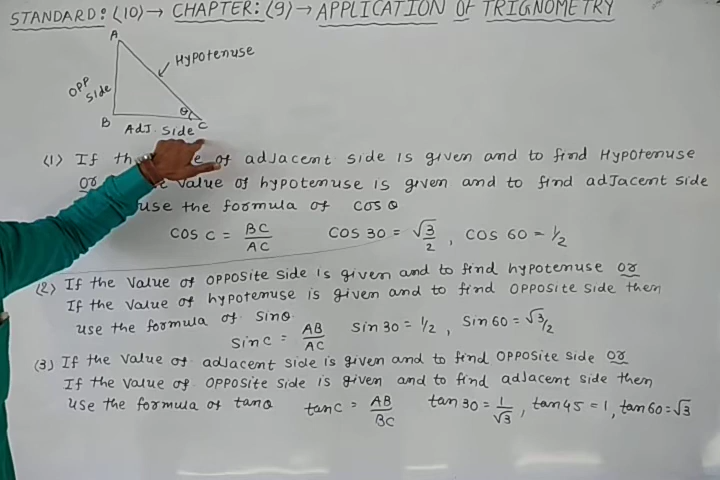 STANDARD: (10) → CHAPTER: (9) → APPLICATION Of TRIGNOMETRY
A
Hypotenuse
OPP side
θ
B
C
ADJ. Side
(1) If th e of adjacent side is given and to find Hypotenuse
OR value of hypotenuse is given and to find adjacent side
use the formula of cosθ
cos C = BC/AC cos 30 = √3/2, cos 60 = 1/2
(2) If the value of opposite side is given and to find hypotenuse or
If the value of hypotenuse is given and to find opposite side then
use the formula of sinθ.
sin C = AB/AC sin 30 = 1/2, sin 60 = √3/2
(3) If the value of adjacent side is given and to find opposite side or
If the value of opposite side is given and to find adjacent side then
use the formula of tanθ tan C = AB/BC tan 30 = 1/√3, tan 45 = 1, tan 60 = √3